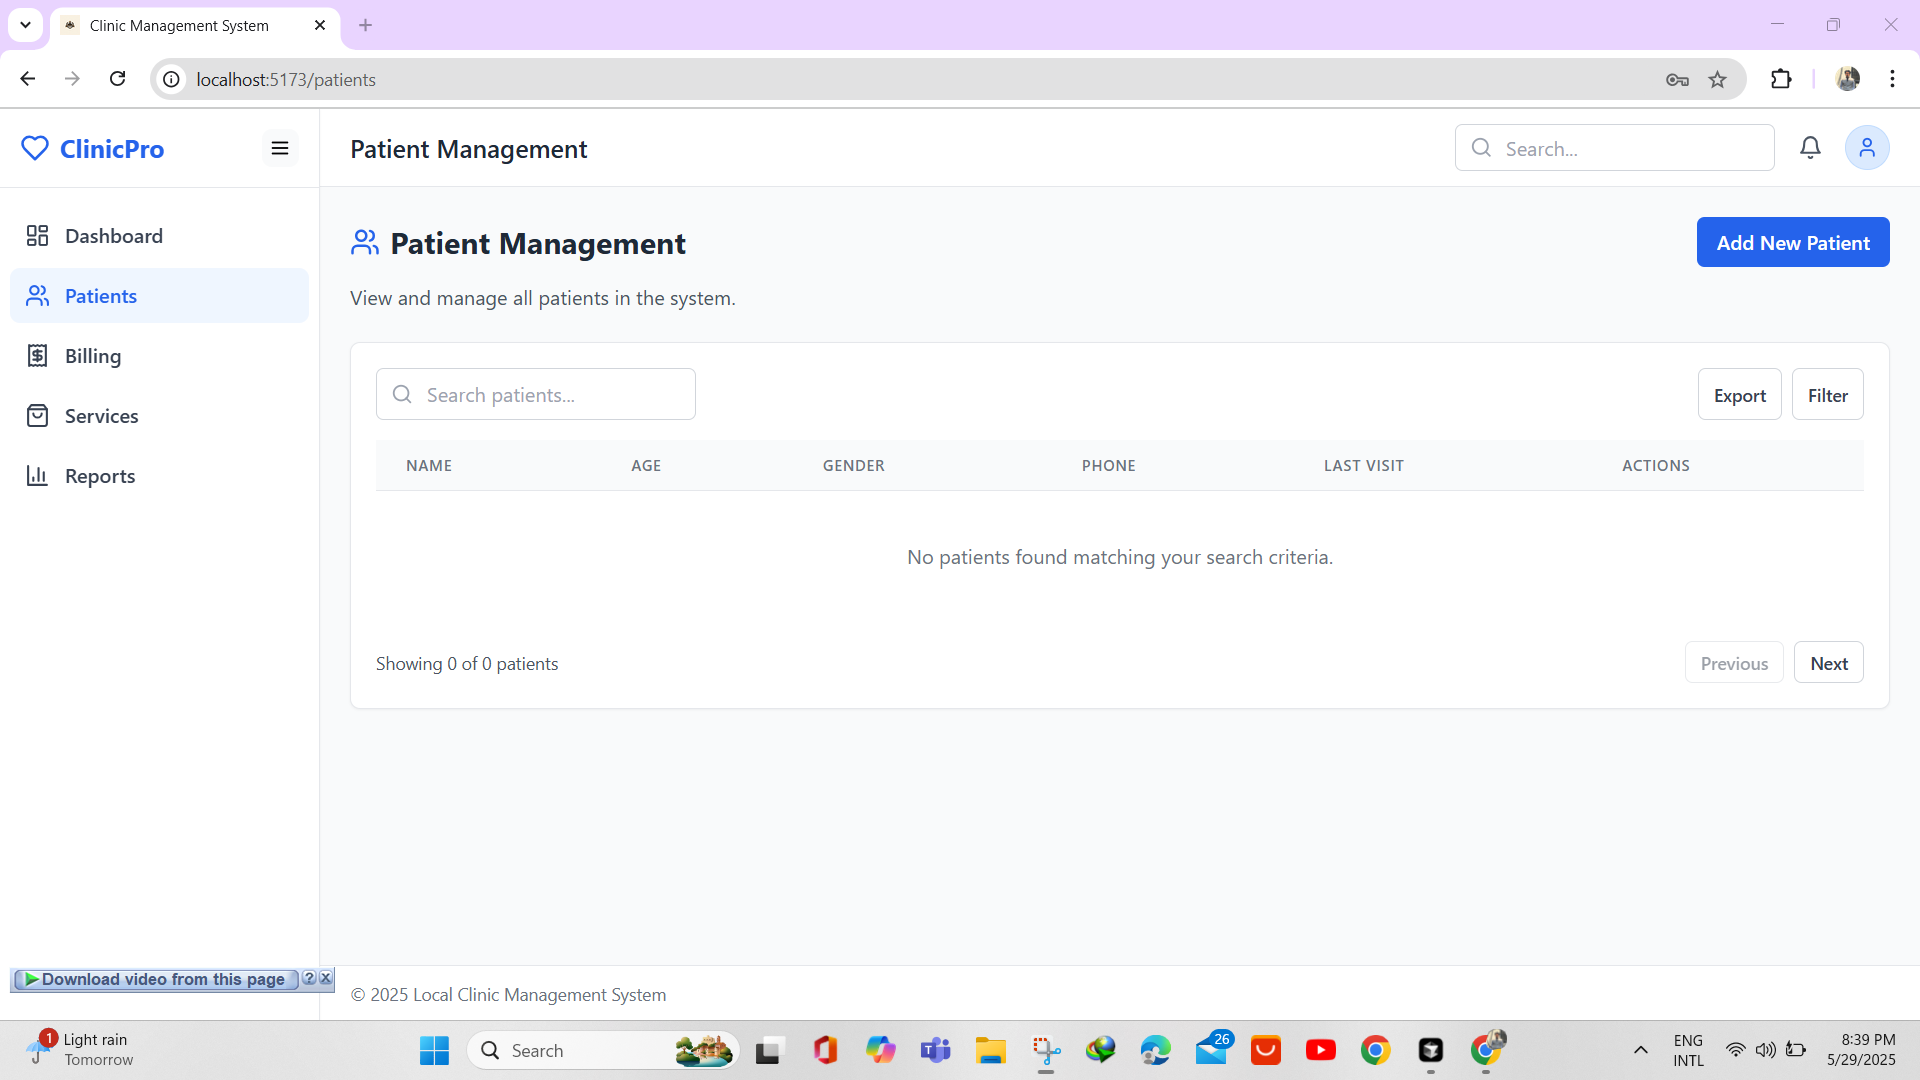 Clinic Management System
localhost:5173/patients
ClinicPro
Patient Management
Search...
Dashboard
Patients
Billing
Services
Reports
Patient Management
Add New Patient
View and manage all patients in the system.
Search patients...
Export
Filter
NAME AGE GENDER PHONE LAST VISIT ACTIONS
No patients found matching your search criteria.
Showing 0 of 0 patients
Previous
Next
Download video from this page
?
© 2025 Local Clinic Management System
1
Light rain
Tomorrow
Search
26
ENG
INTL
8:39 PM
5/29/2025